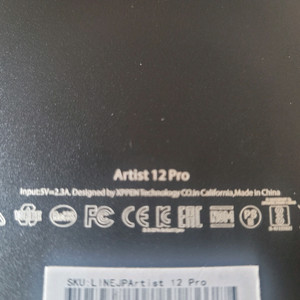 Artist 12 Pro
Input:5V⎓2.3A, Designed by XPPEN Technology CO.in California,Made in China
FC CE EAC
SKU:LINEJPArtist 12 Pro